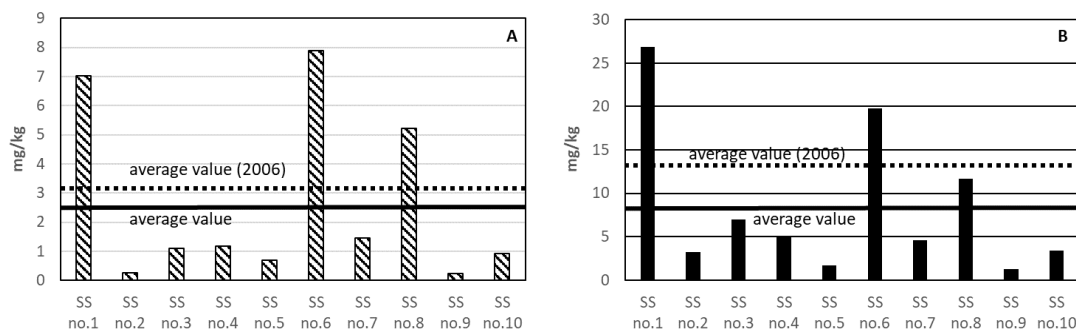 9
8
7
6
5
4
3
2
1
0
mg/kg
A
average value (2006)
average value
SS no.1
SS no.2
SS no.3
SS no.4
SS no.5
SS no.6
SS no.7
SS no.8
SS no.9
SS no.10
30
25
20
15
10
5
0
mg/kg
B
average value (2006)
average value
SS no.1
SS no.2
SS no.3
SS no.4
SS no.5
SS no.6
SS no.7
SS no.8
SS no.9
SS no.10